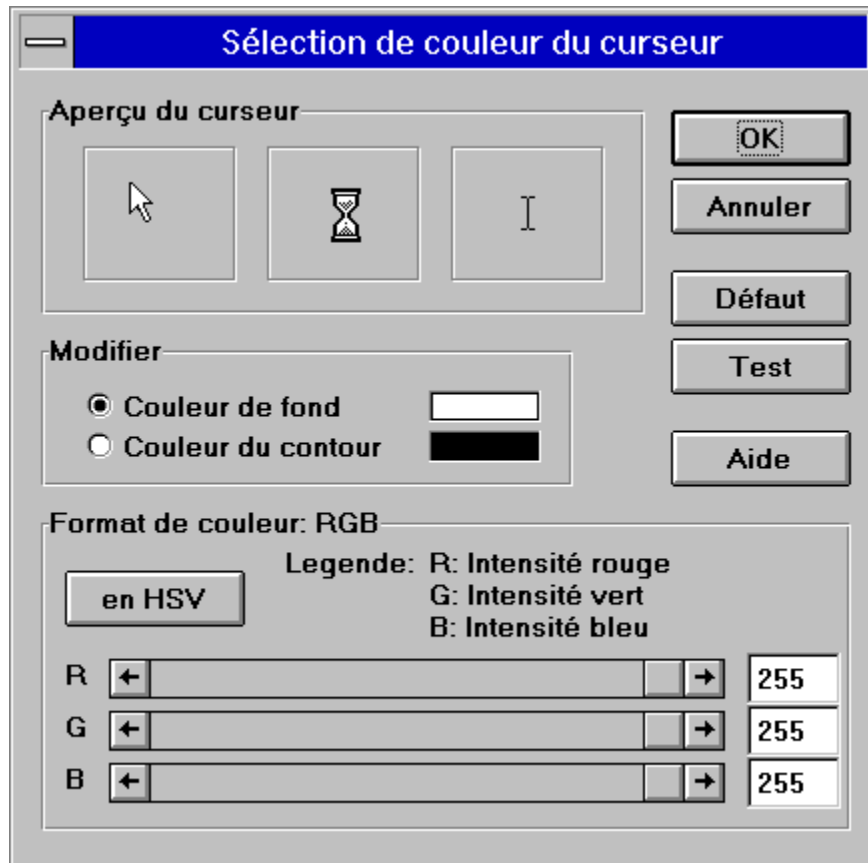 Sélection de couleur du curseur
Aperçu du curseur
OK
Annuler
Défaut
Test
Modifier
Couleur de fond
Couleur du contour
Aide
Format de couleur: RGB
en HSV
Legende: R: Intensité rouge
G: Intensité vert
B: Intensité bleu
R 255
G 255
B 255